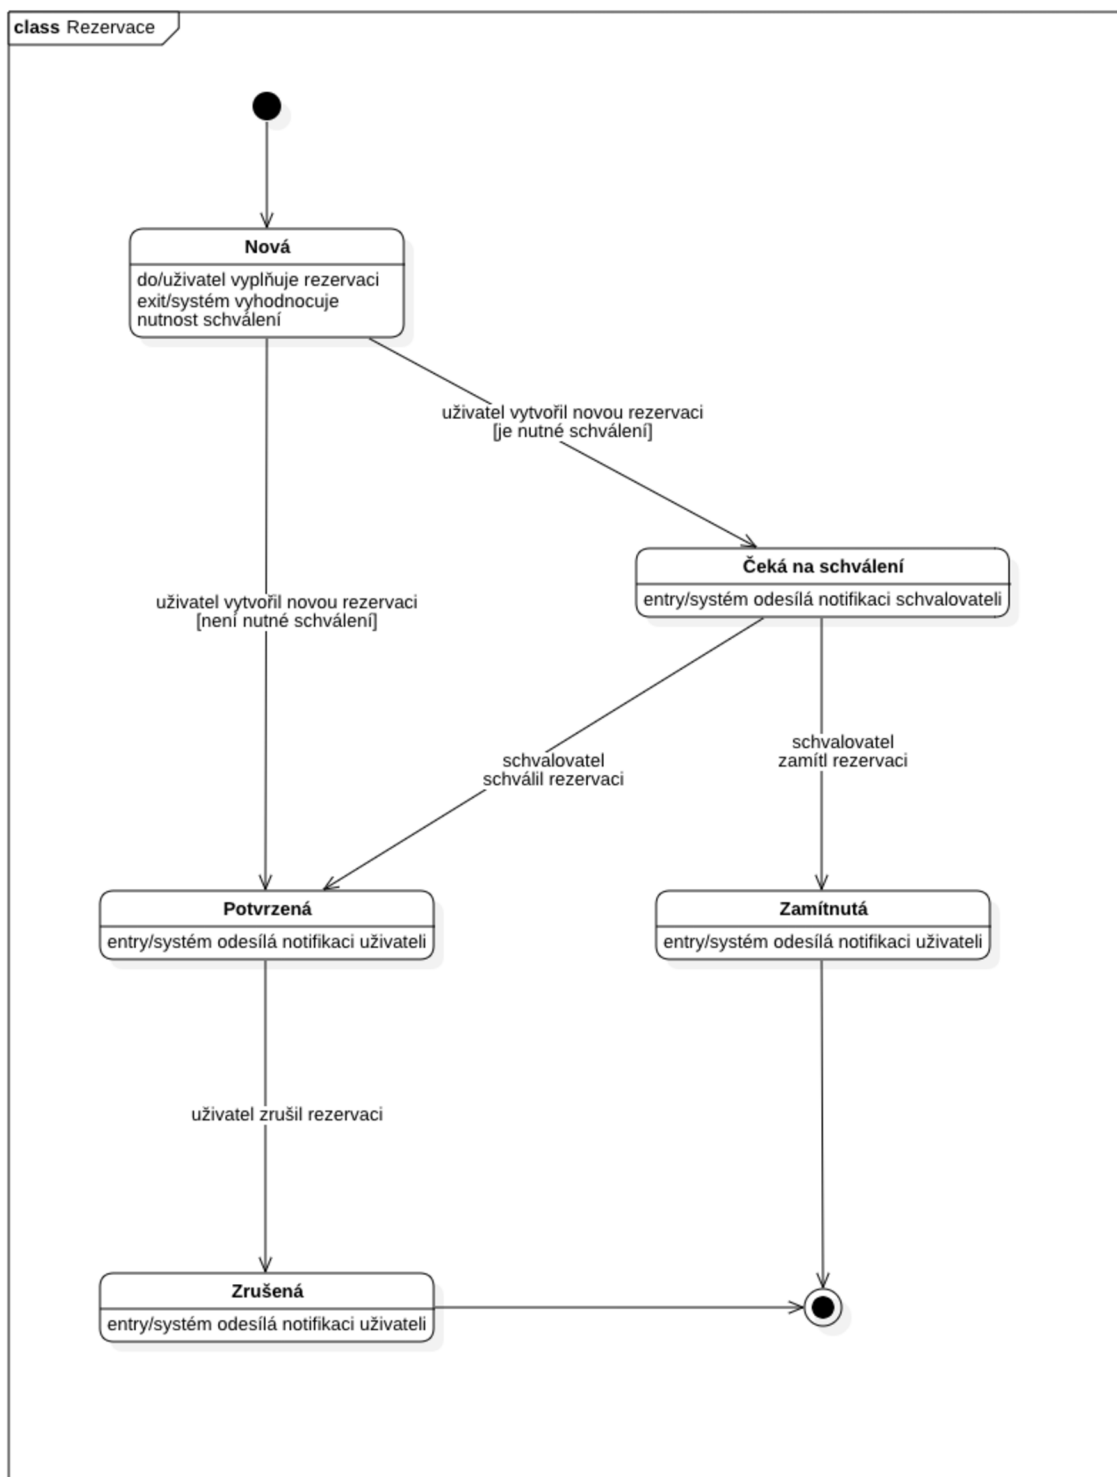 class Rezervace
Nová
do/uživatel vyplňuje rezervaci
exit/systém vyhodnocuje
nutnost schválení
uživatel vytvořil novou rezervaci
[je nutné schválení]
Čeká na schválení
entry/systém odesílá notifikaci schvalovateli
uživatel vytvořil novou rezervaci
[není nutné schválení]
schvalovatel
schválil rezervaci
schvalovatel
zamítl rezervaci
Potvrzená
entry/systém odesílá notifikaci uživateli
Zamítnutá
entry/systém odesílá notifikaci uživateli
uživatel zrušil rezervaci
Zrušená
entry/systém odesílá notifikaci uživateli